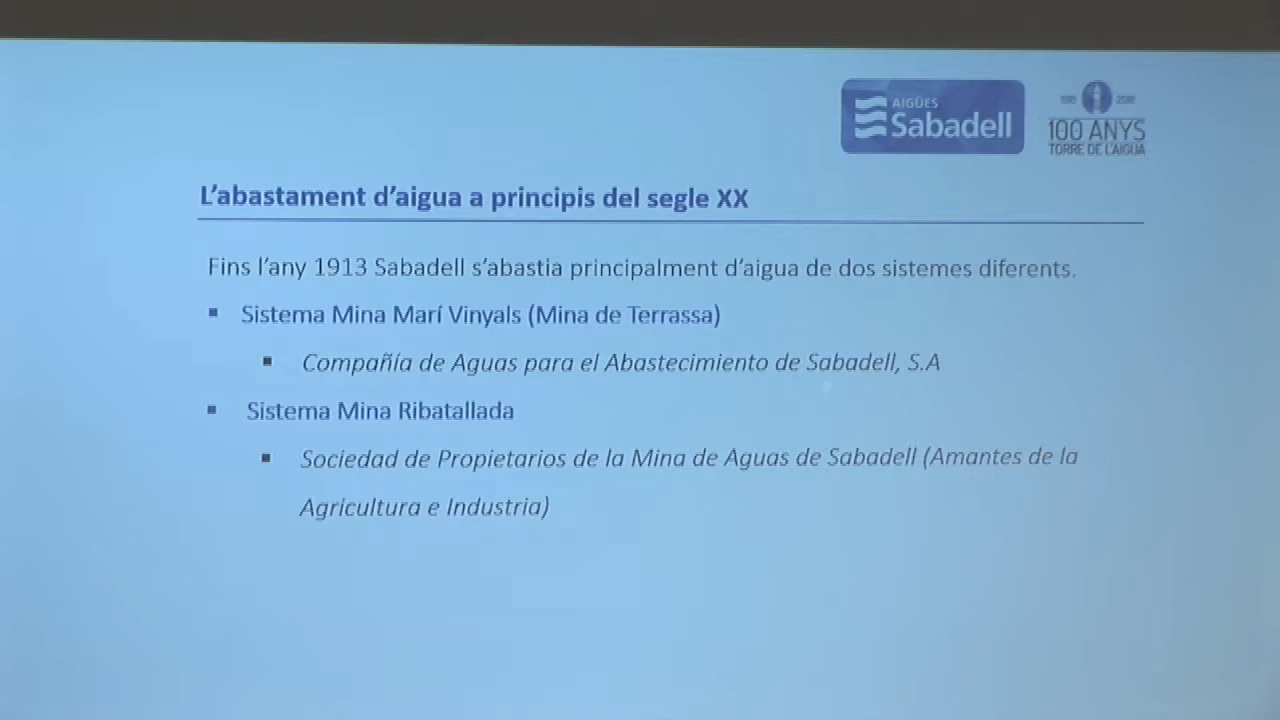 AIGÜES
Sabadell
100 ANYS
TORRE DE L'AIGUA
L'abastament d'aigua a principis del segle XX
Fins l'any 1913 Sabadell s'abastia principalment d'aigua de dos sistemes diferents.
Sistema Mina Marí Vinyals (Mina de Terrassa)
Compañía de Aguas para el Abastecimiento de Sabadell, S.A
Sistema Mina Ribatallada
Sociedad de Propietarios de la Mina de Aguas de Sabadell (Amantes de la
Agricultura e Industria)